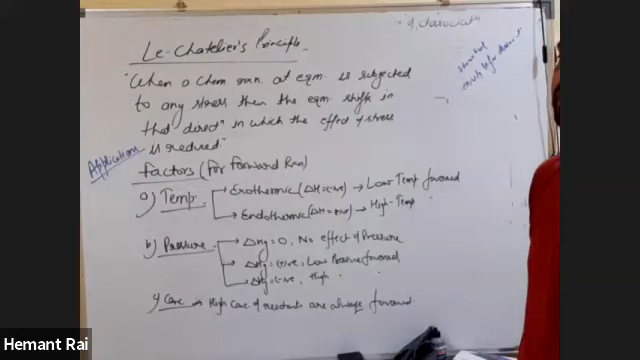 Le-Chatelier's Principle
"When a Chem rxn. at eqm. is subjected
to any stress then the eqm. shifts in
that direcn in which the effect of stress
is reduced"
Applications
Factors (For Forward Rxn)
a) Temp. Exothermic (ΔH=(-)ve) → Low Temp favored
Endothermic (ΔH=(+)ve) → High-Temp "
b) Pressure Δng=0, No effect of Pressure
Δng=(+)ve, Low Pressure favored
Δng=(-)ve, High "
c) Conc. ⇒ High Conc. of reactants are always favored
Hemant Rai